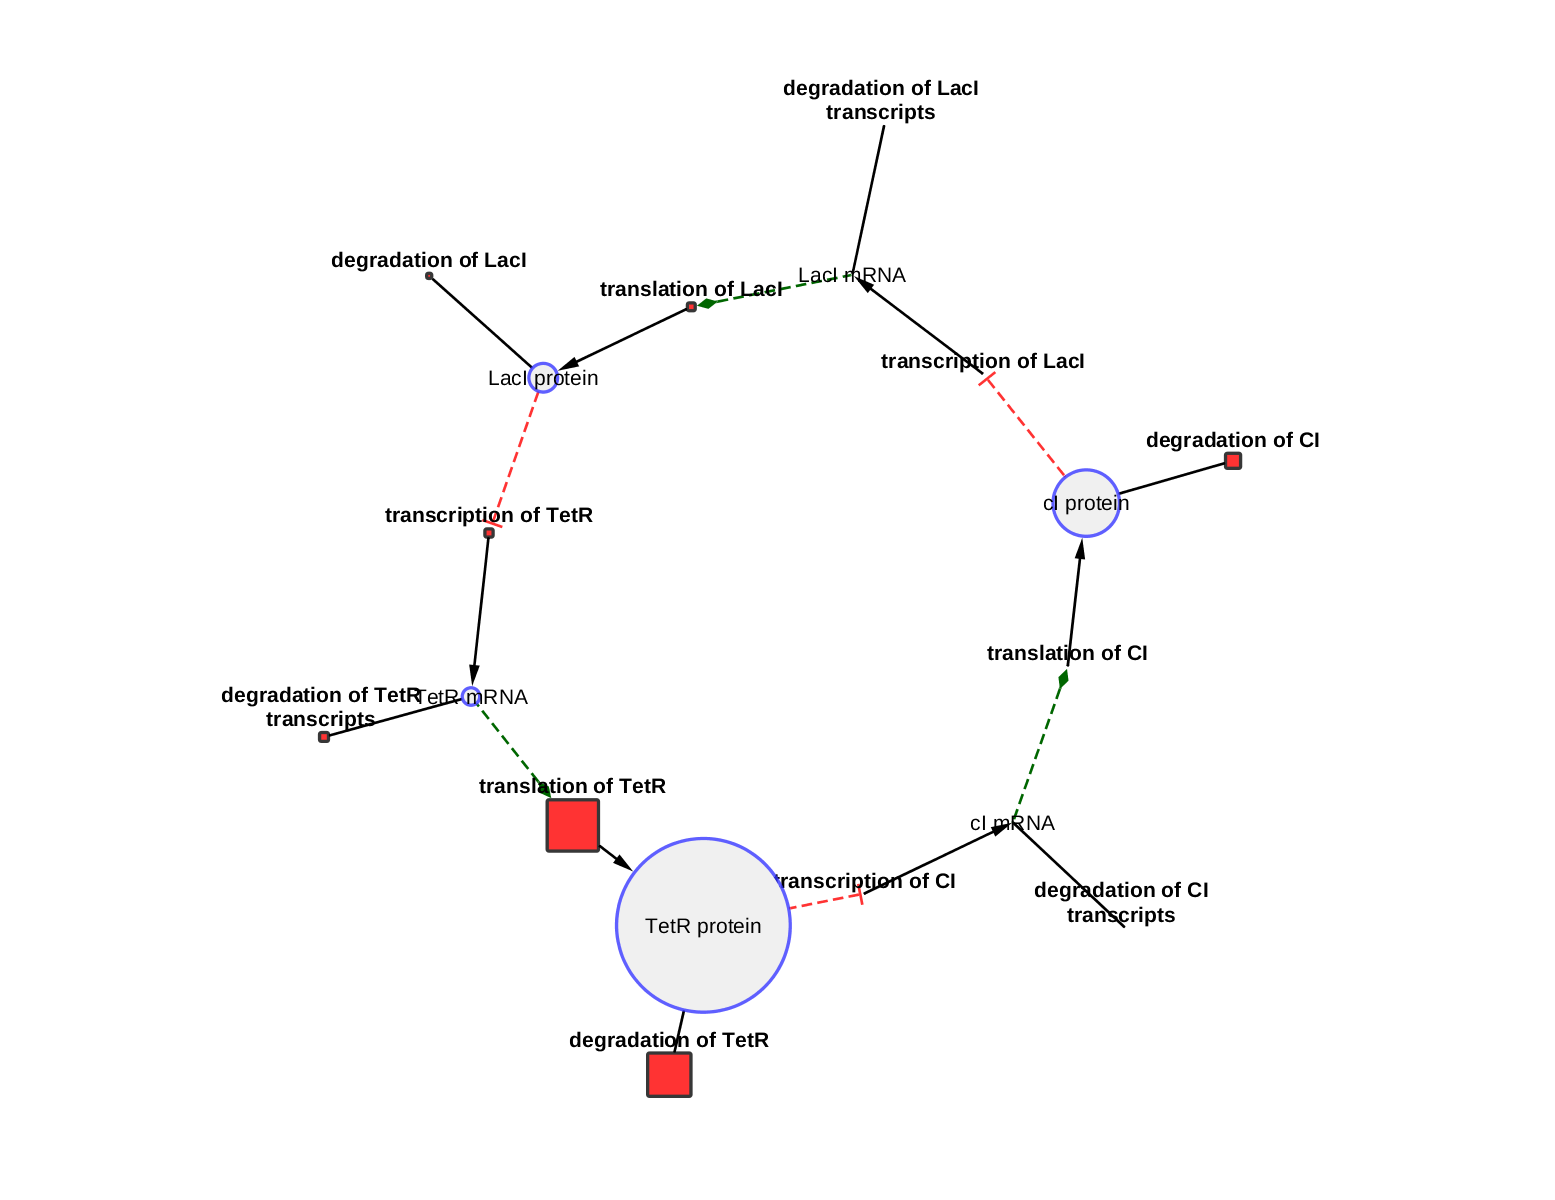 degradation of LacI
transcripts
degradation of LacI
LacI mRNA
translation of LacI
transcription of LacI
LacI protein
degradation of CI
cI protein
transcription of TetR
translation of CI
degradation of TetR
transcripts
TetR mRNA
translation of TetR
cI mRNA
transcription of CI
degradation of CI
transcripts
TetR protein
degradation of TetR